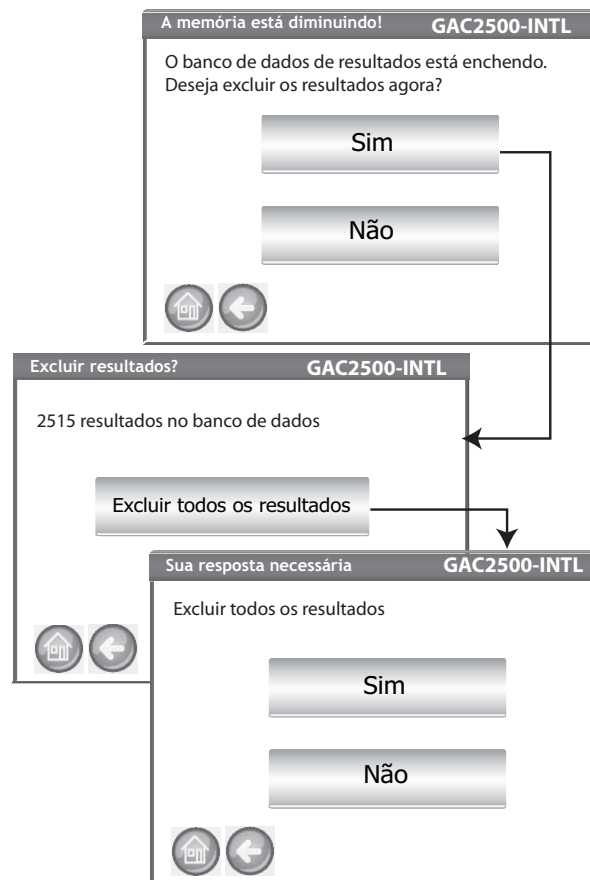 A memória está diminuindo! GAC2500-INTL
O banco de dados de resultados está enchendo.
Deseja excluir os resultados agora?
Sim
Não
Excluir resultados? GAC2500-INTL
2515 resultados no banco de dados
Excluir todos os resultados
Sua resposta necessária GAC2500-INTL
Excluir todos os resultados
Sim
Não